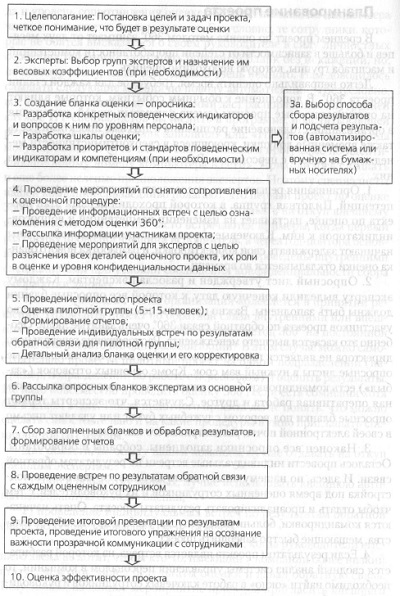 Планирование проекта
1. Целеполагание: Постановка целей и задач проекта,
четкое понимание, что будет в результате оценки
2. Эксперты: Выбор групп экспертов и назначение им
весовых коэффициентов (при необходимости)
3. Создание бланка оценки — опросника:
– Разработка конкретных поведенческих индикаторов
и вопросов к ним по уровням персонала;
– Разработка шкалы оценки;
– Разработка приоритетов и стандартов поведенческим
индикаторам и компетенциям (при необходимости)
3а. Выбор способа
сбора результатов
и подсчета результа-
тов (автоматизиро-
ванная система или
вручную на бумаж-
ных носителях)
4. Проведение мероприятий по снятию сопротивления
к оценочной процедуре:
– Проведение информационных встреч с целью озна-
комления с методом оценки 360°;
– Рассылка информации участникам проекта;
– Проведение мероприятий для экспертов с целью
разъяснения всех деталей оценочного проекта, их роли
в оценке и уровня конфиденциальности данных
5. Проведение пилотного проекта
– Оценка пилотной группы (5–15 человек);
– Формирование отчетов;
– Проведение индивидуальных встреч по результатам
обратной связи для пилотной группы;
– Детальный анализ бланка оценки и его корректировка
6. Рассылка опросных бланков экспертам из основной
группы
7. Сбор заполненных бланков и обработка результатов,
формирование отчетов
8. Проведение встреч по результатам обратной связи
с каждым оцененным сотрудником
9. Проведение итоговой презентации по результатам
проекта, проведение итогового упражнения на осознание
важности прозрачной коммуникации с сотрудниками
10. Оценка эффективности проекта